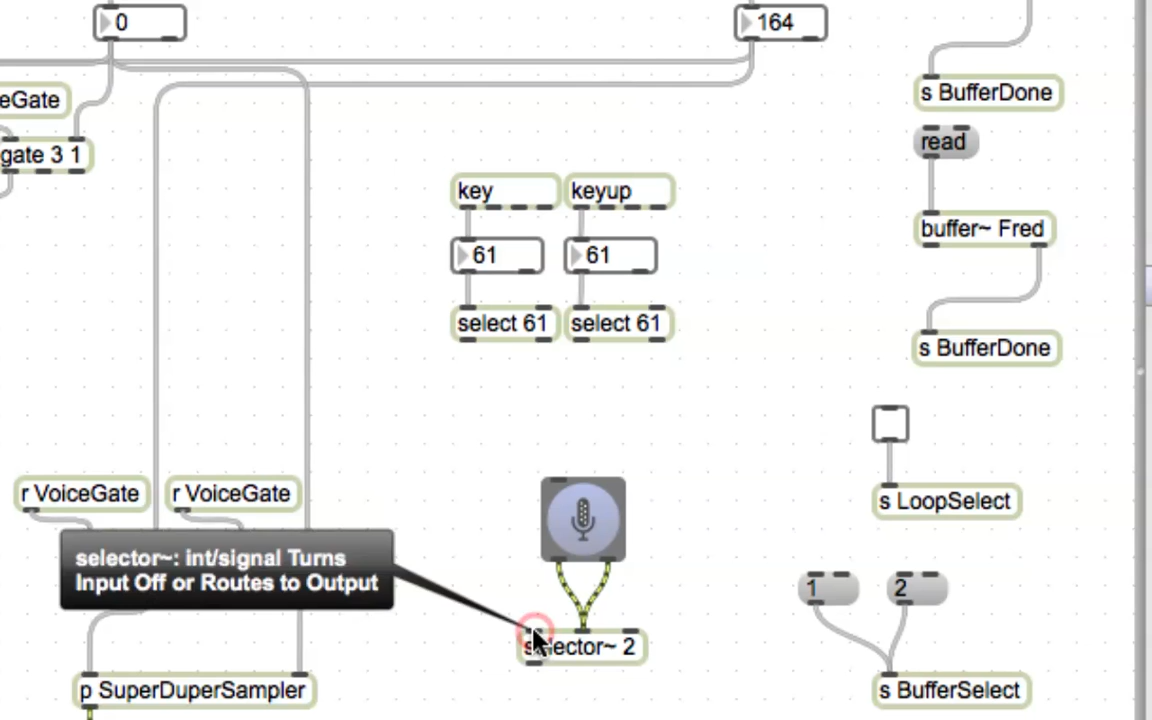 0
164
s BufferDone
eGate
gate 3 1
read
key
keyup
buffer~ Fred
61
61
select 61
select 61
s BufferDone
r VoiceGate
r VoiceGate
s LoopSelect
selector~: int/signal Turns
Input Off or Routes to Output
1
2
selector~ 2
p SuperDuperSampler
s BufferSelect